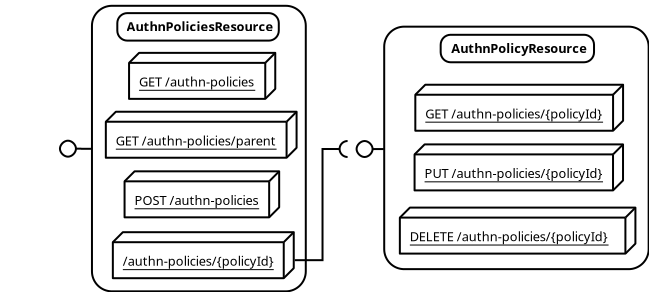 AuthnPoliciesResource
GET /authn-policies
GET /authn-policies/parent
POST /authn-policies
/authn-policies/{policyId}
AuthnPolicyResource
GET /authn-policies/{policyId}
PUT /authn-policies/{policyId}
DELETE /authn-policies/{policyId}